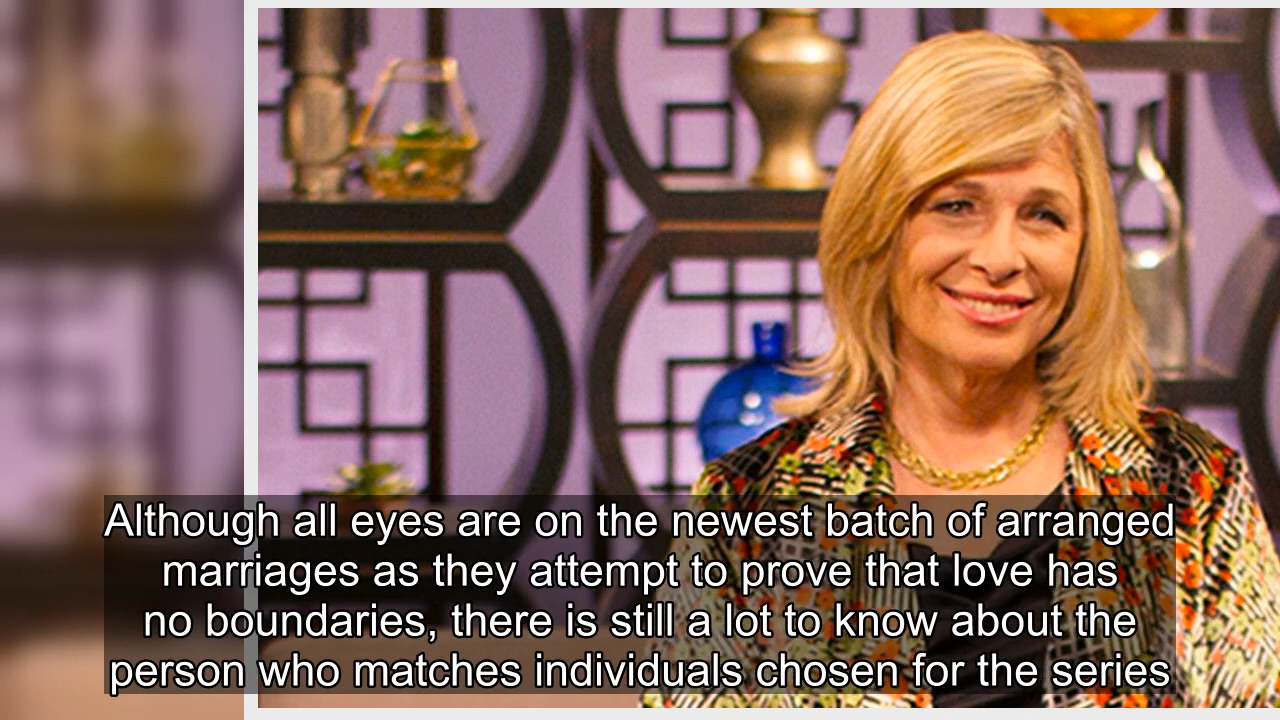 Although all eyes are on the newest batch of arranged
marriages as they attempt to prove that love has
no boundaries, there is still a lot to know about the
person who matches individuals chosen for the series